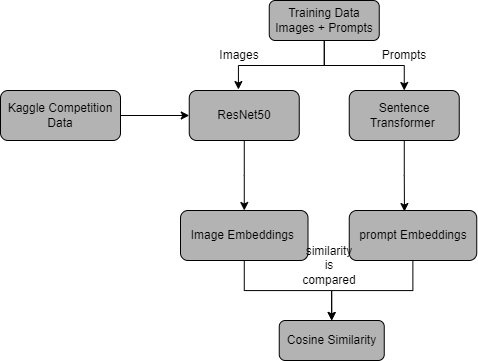 Training Data
Images + Prompts
Images
Prompts
Kaggle Competition
Data
ResNet50
Sentence
Transformer
Image Embeddings
prompt Embeddings
similarity
is
compared
Cosine Similarity